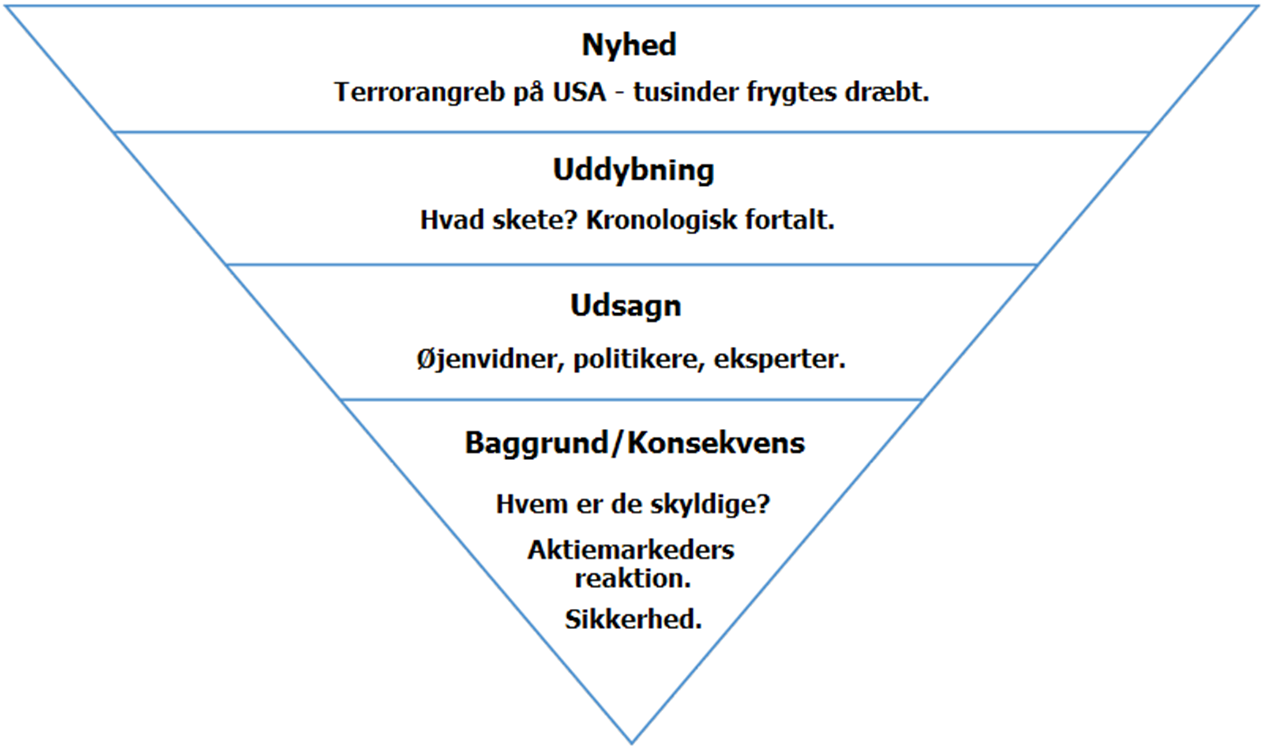 Nyhed
Terrorangreb på USA - tusinder frygtes dræbt.
Uddybning
Hvad skete? Kronologisk fortalt.
Udsagn
Øjenvidner, politikere, eksperter.
Baggrund/Konsekvens
Hvem er de skyldige?
Aktiemarkeders
reaktion.
Sikkerhed.